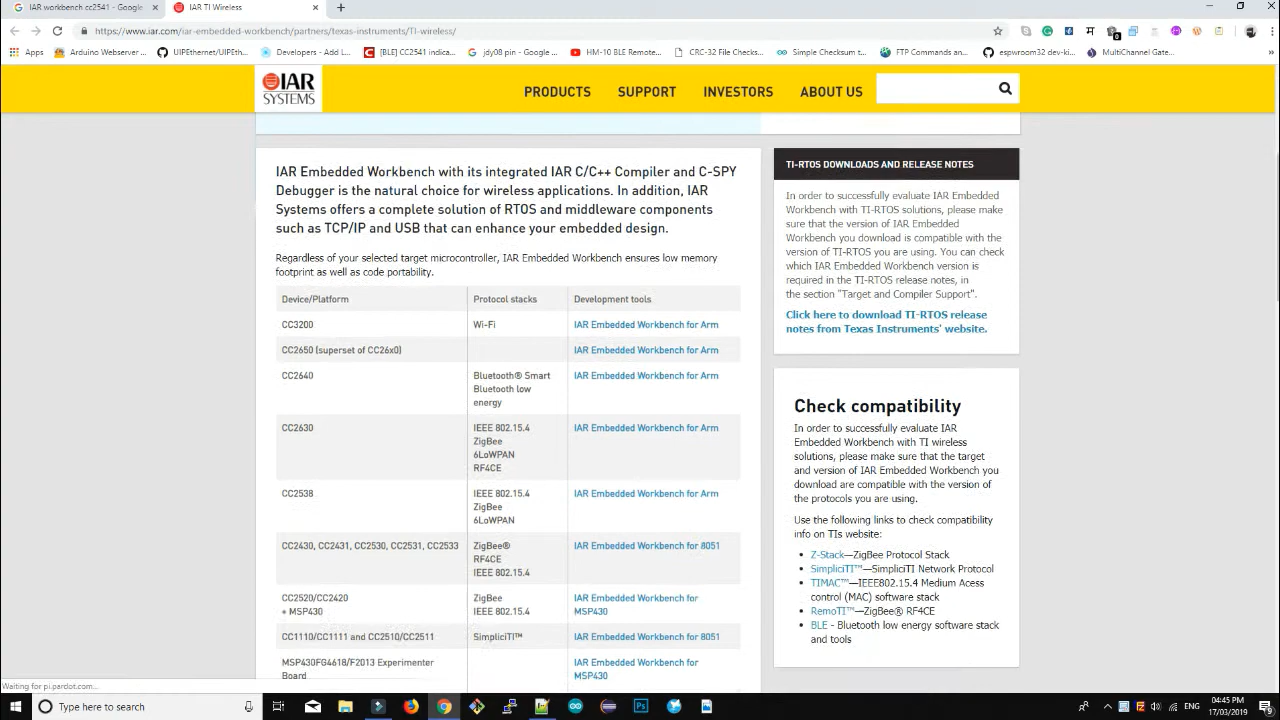 IAR workbench cc2541 - Google
IAR TI Wireless
https://www.iar.com/iar-embedded-workbench/partners/texas-instruments/TI-wireless/
Apps
Arduino Webserver ...
UIPEthernet/UIPEth...
Developers - Add L...
[BLE] CC2541 indica...
jdy08 pin - Google ...
HM-10 BLE Remote...
CRC-32 File Checks...
Simple Checksum t...
FTP Commands an...
espwroom32 dev-ki...
MultiChannel Gate...
IAR
SYSTEMS
PRODUCTS
SUPPORT
INVESTORS
ABOUT US
IAR Embedded Workbench with its integrated IAR C/C++ Compiler and C-SPY
Debugger is the natural choice for wireless applications. In addition, IAR
Systems offers a complete solution of RTOS and middleware components
such as TCP/IP and USB that can enhance your embedded design.
Regardless of your selected target microcontroller, IAR Embedded Workbench ensures low memory
footprint as well as code portability.
Device/Platform
Protocol stacks
Development tools
CC3200
Wi-Fi
IAR Embedded Workbench for Arm
CC2650 (superset of CC26x0)
IAR Embedded Workbench for Arm
CC2640
Bluetooth® Smart
Bluetooth low
energy
IAR Embedded Workbench for Arm
CC2630
IEEE 802.15.4
ZigBee
6LoWPAN
RF4CE
IAR Embedded Workbench for Arm
CC2538
IEEE 802.15.4
ZigBee
6LoWPAN
IAR Embedded Workbench for Arm
CC2430, CC2431, CC2530, CC2531, CC2533
ZigBee®
RF4CE
IEEE 802.15.4
IAR Embedded Workbench for 8051
CC2520/CC2420
+ MSP430
ZigBee
IEEE 802.15.4
IAR Embedded Workbench for
MSP430
CC1110/CC1111 and CC2510/CC2511
SimpliciTI™
IAR Embedded Workbench for 8051
MSP430FG4618/F2013 Experimenter
Board
IAR Embedded Workbench for
MSP430
TI-RTOS DOWNLOADS AND RELEASE NOTES
In order to successfully evaluate IAR Embedded
Workbench with TI-RTOS solutions, please make
sure that the version of IAR Embedded
Workbench you download is compatible with the
version of TI-RTOS you are using. You can check
which IAR Embedded Workbench version is
required in the TI-RTOS release notes, in
the section "Target and Compiler Support".
Click here to download TI-RTOS release
notes from Texas Instruments' website.
Check compatibility
In order to successfully evaluate IAR
Embedded Workbench with TI wireless
solutions, please make sure that the target
and version of IAR Embedded Workbench you
download are compatible with the version of
the protocols you are using.
Use the following links to check compatibility
info on TIs website:
• Z-Stack—ZigBee Protocol Stack
• SimpliciTI™—SimpliciTI Network Protocol
• TIMAC™—IEEE802.15.4 Medium Acess
control (MAC) software stack
• RemoTI™—ZigBee® RF4CE
• BLE - Bluetooth low energy software stack
and tools
Waiting for pi.pardot.com...
Type here to search
ENG
04:45 PM
17/03/2019